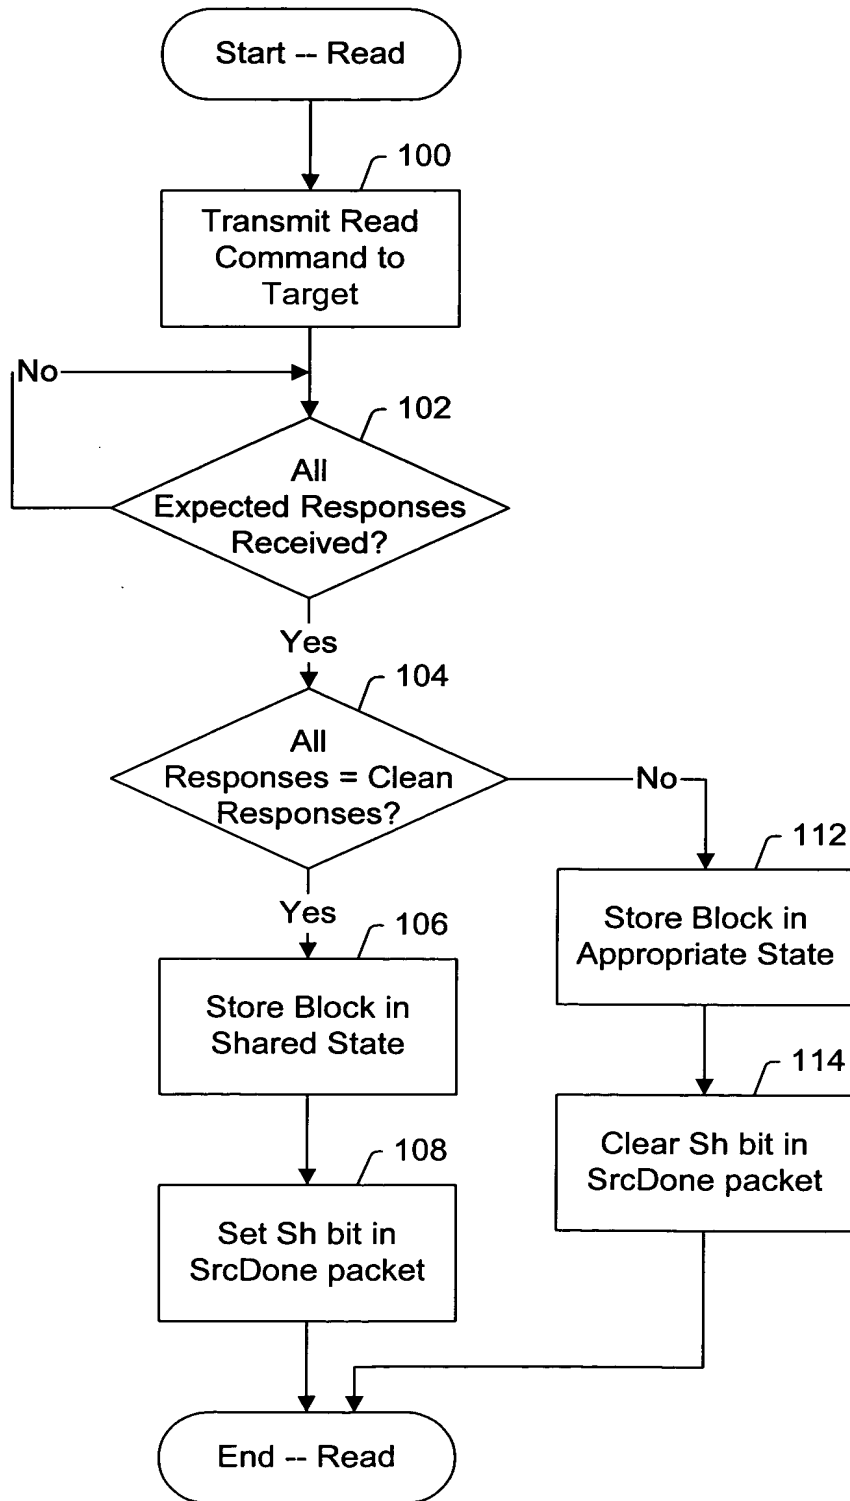 Start -- Read
100
Transmit Read
Command to
Target
No
102
All
Expected Responses
Received?
Yes
104
All
Responses = Clean
Responses?
No
112
Yes
106
Store Block in
Appropriate State
Store Block in
Shared State
114
108
Clear Sh bit in
SrcDone packet
Set Sh bit in
SrcDone packet
End -- Read